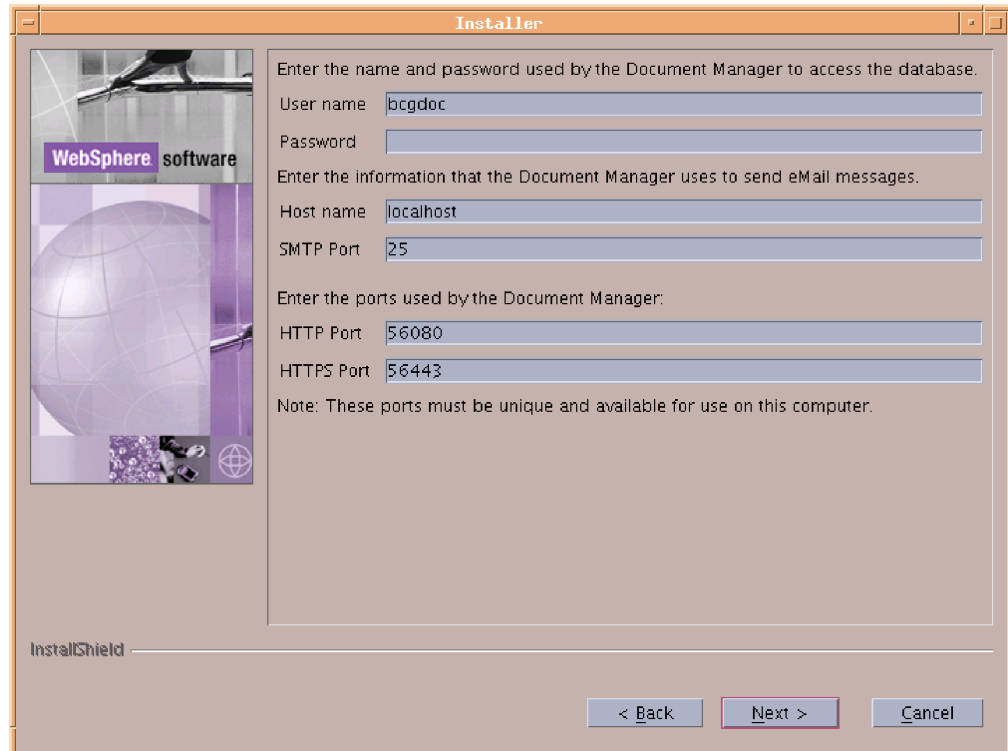 Installer
WebSphere software
Enter the name and password used by the Document Manager to access the database.
User name bcgdoc
Password
Enter the information that the Document Manager uses to send eMail messages.
Host name localhost
SMTP Port 25
Enter the ports used by the Document Manager:
HTTP Port 56080
HTTPS Port 56443
Note: These ports must be unique and available for use on this computer.
InstallShield
< Back
Next >
Cancel